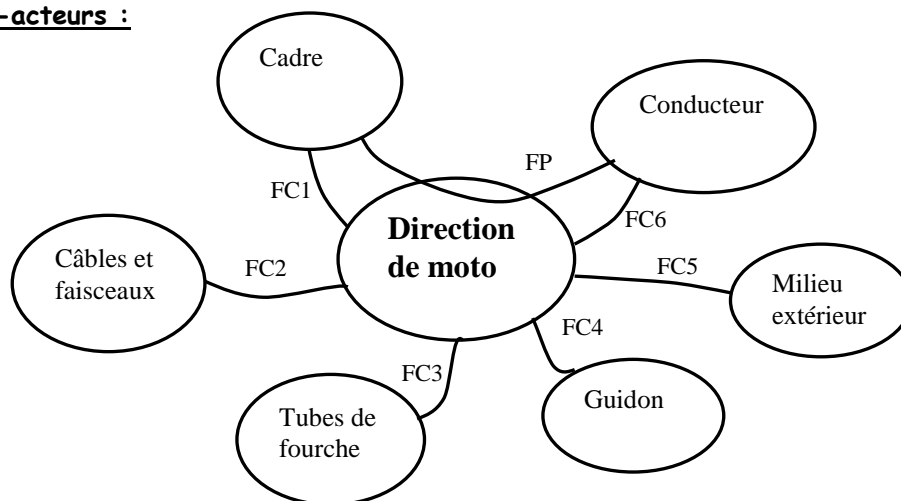 -acteurs :
Cadre
Conducteur
FP
FC1
FC6
Direction
de moto
Câbles et
faisceaux
FC2
FC5
Milieu
extérieur
FC4
FC3
Guidon
Tubes de
fourche